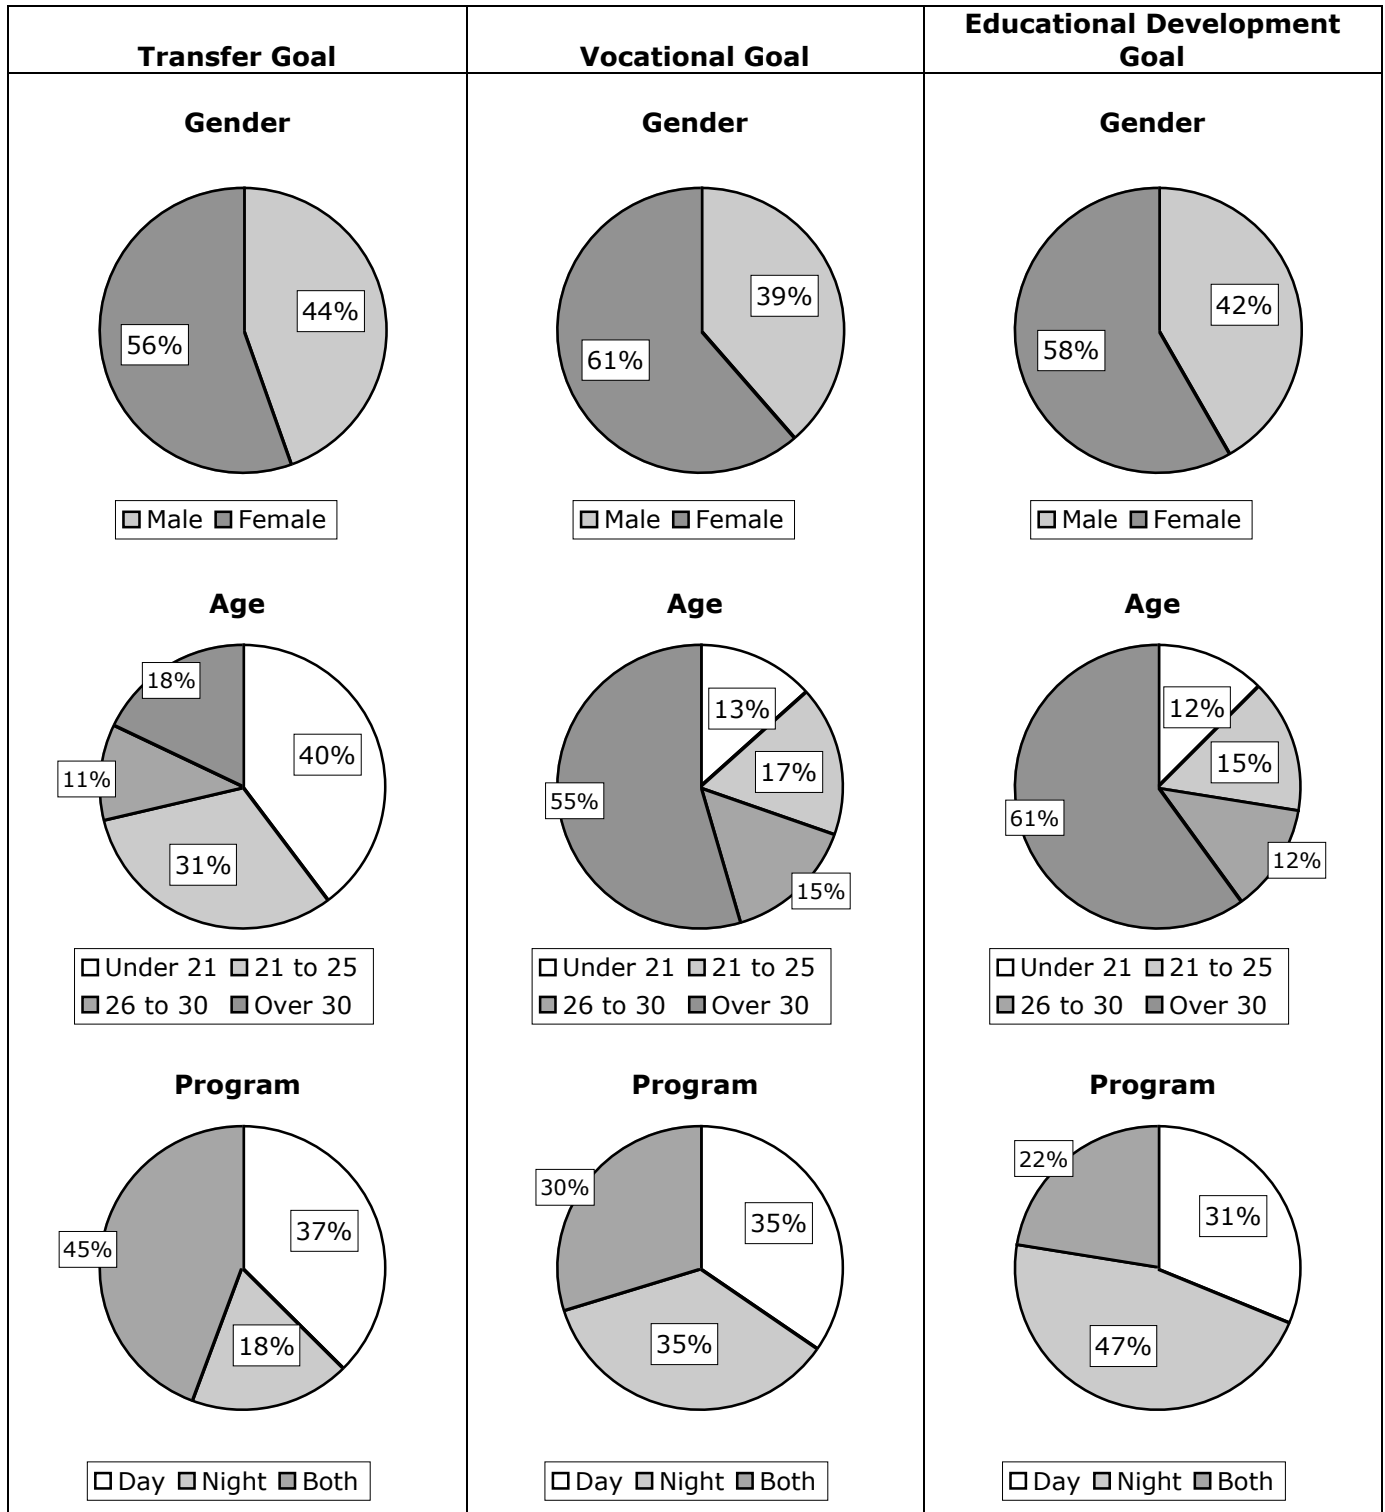 Transfer Goal
Vocational Goal
Educational Development
Goal
Gender
44%
56%
Male Female
Age
18%
40%
11%
31%
Under 21 21 to 25
26 to 30 Over 30
Program
37%
45%
18%
Day Night Both
Gender
39%
61%
Male Female
Age
13%
17%
55%
15%
Under 21 21 to 25
26 to 30 Over 30
Program
30%
35%
35%
Day Night Both
Gender
42%
58%
Male Female
Age
12%
15%
61%
12%
Under 21 21 to 25
26 to 30 Over 30
Program
22%
31%
47%
Day Night Both